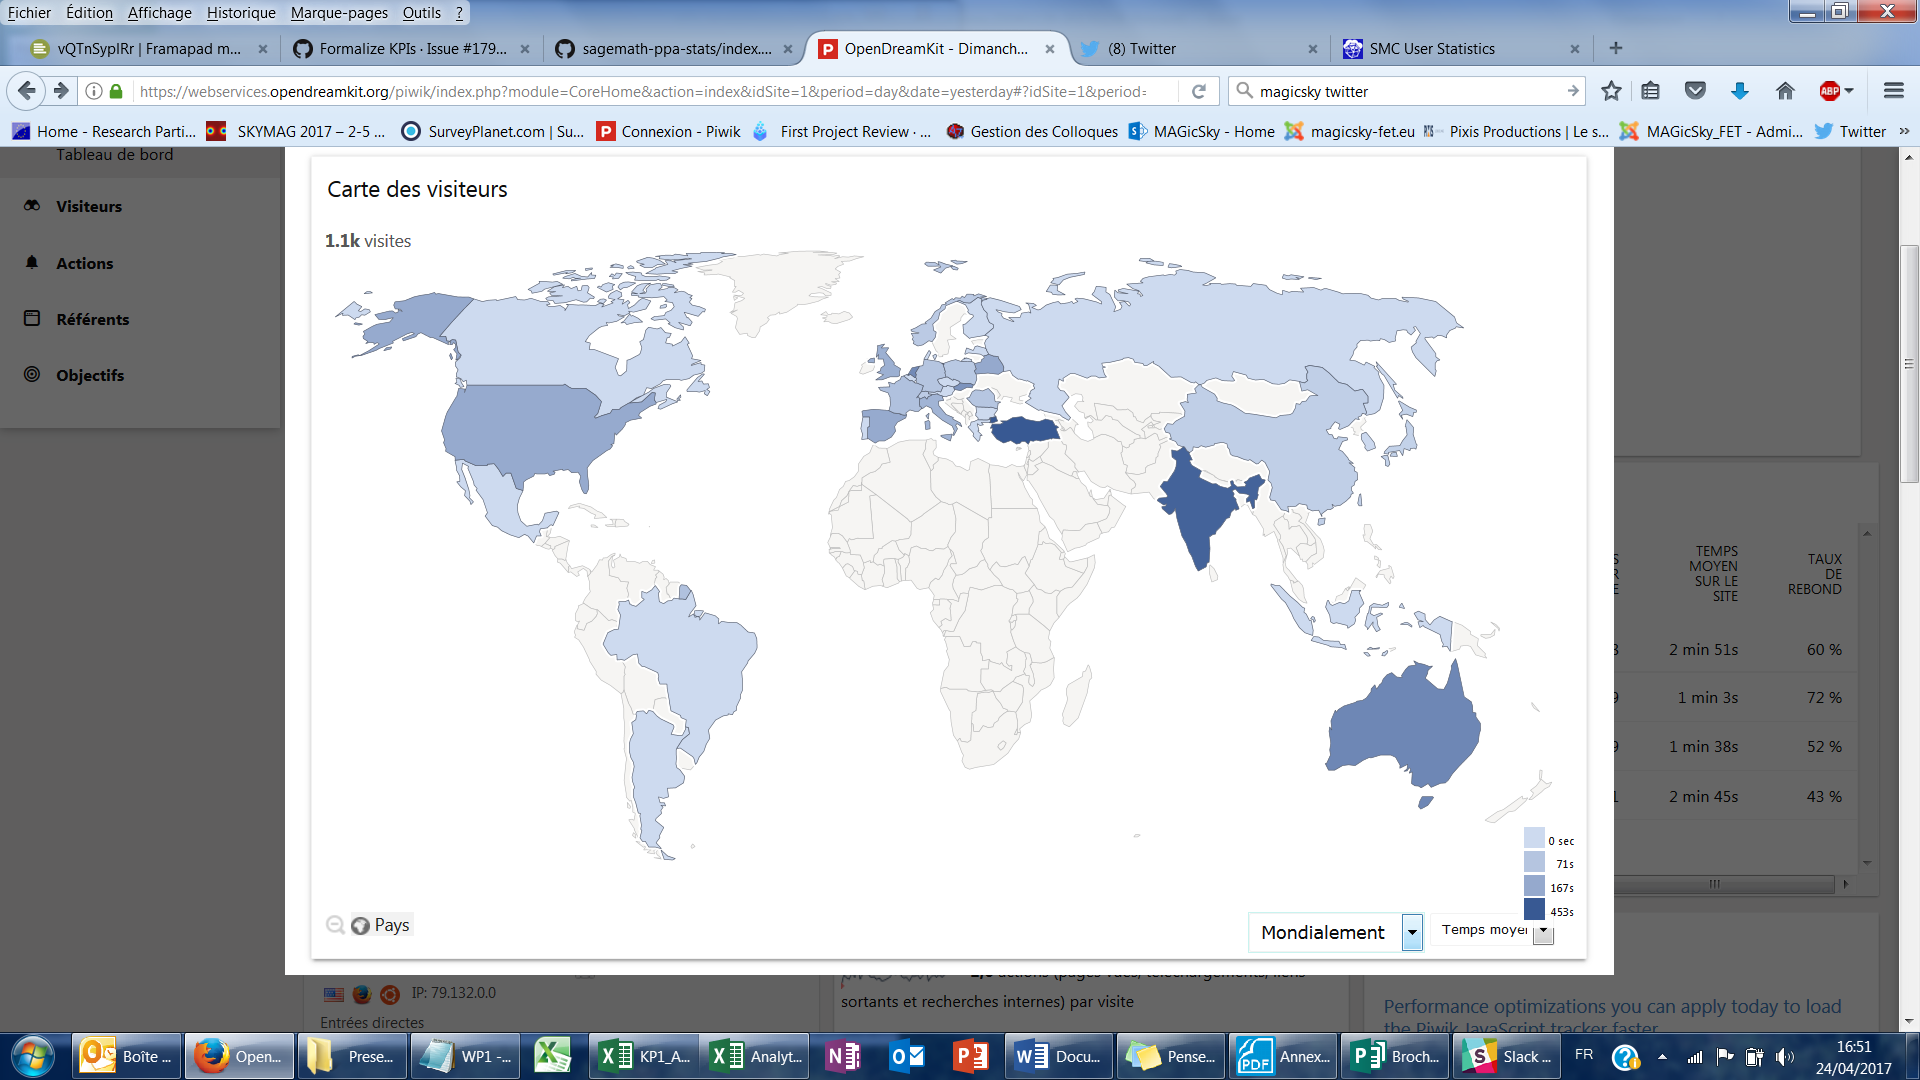 Fichier Édition Affichage Historique Marque-pages Outils ?
vQTnSyplRr | Framapad m... Formalize KPIs · Issue #179... sagemath-ppa-stats/index.... OpenDreamKit - Dimanch... (8) Twitter SMC User Statistics
https://webservices.opendreamkit.org/piwik/index.php?module=CoreHome&action=index&idSite=1&period=day&date=yesterday#?idSite=1&period= magicsky twitter ABP
Home - Research Parti... SKYMAG 2017 – 2-5 ... SurveyPlanet.com | Su... Connexion - Piwik First Project Review · ... Gestion des Colloques MAGicSky - Home magicsky-fet.eu Pixis Productions | Le s... MAGicSky_FET - Admi... Twitter »
Tableau de bord
Visiteurs
Actions
Référents
Objectifs
Carte des visiteurs
1.1k visites
0 sec
71s
167s
453s
Pays
Mondialement
Temps moyer
TEMPS
MOYEN
SUR LE
SITE
TAUX
DE
REBOND
2 min 51s 60 %
1 min 3s 72 %
1 min 38s 52 %
2 min 45s 43 %
IP: 79.132.0.0
Entrées directes
sortants et recherches internes) par visite
Performance optimizations you can apply today to load
the Piwik JavaScript tracker faster
Boîte ... Open... Prese... WP1 -... KP1_A... Analyt... Docu... Pense... Annex... Broch... Slack ... FR
16:51
24/04/2017